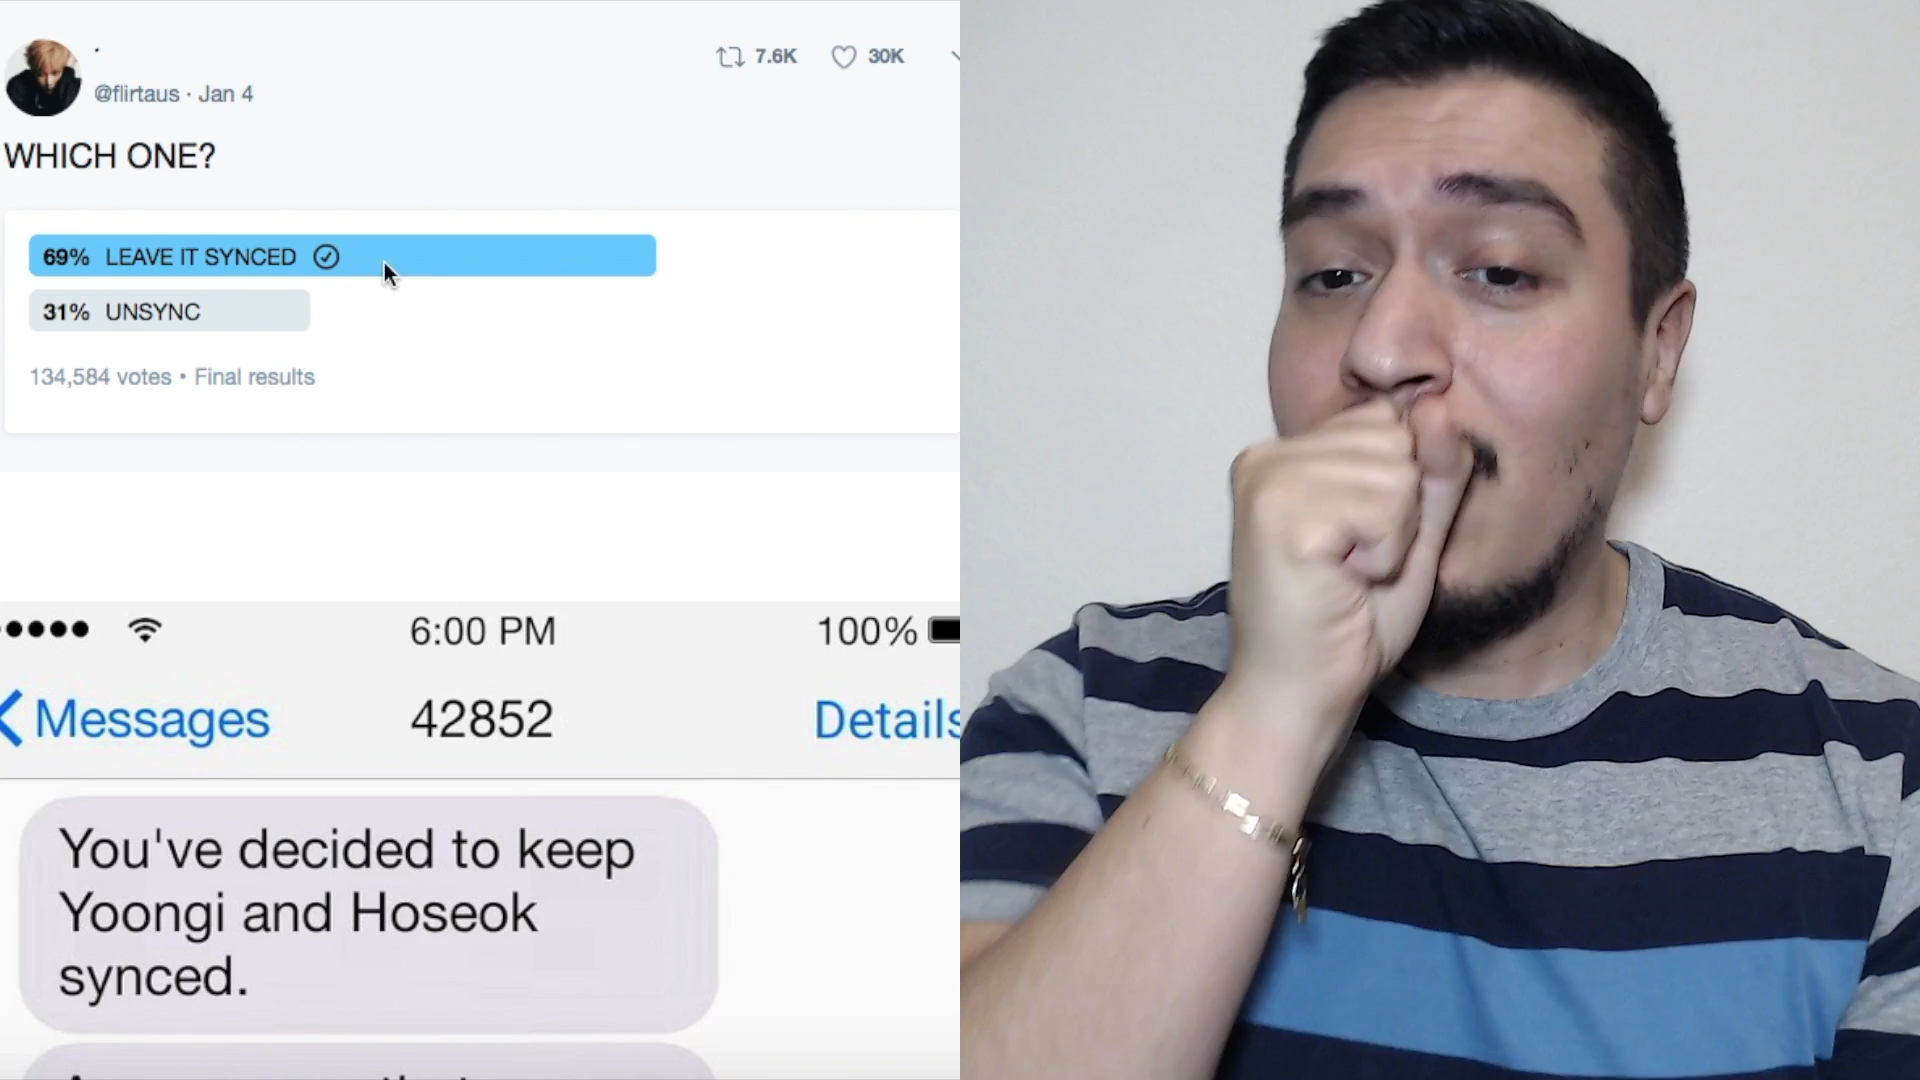 .
7.6K 30K
@flirtaus · Jan 4
WHICH ONE?
69% LEAVE IT SYNCED
31% UNSYNC
134,584 votes • Final results
6:00 PM 100%
Messages 42852 Details
You've decided to keep
Yoongi and Hoseok
synced.